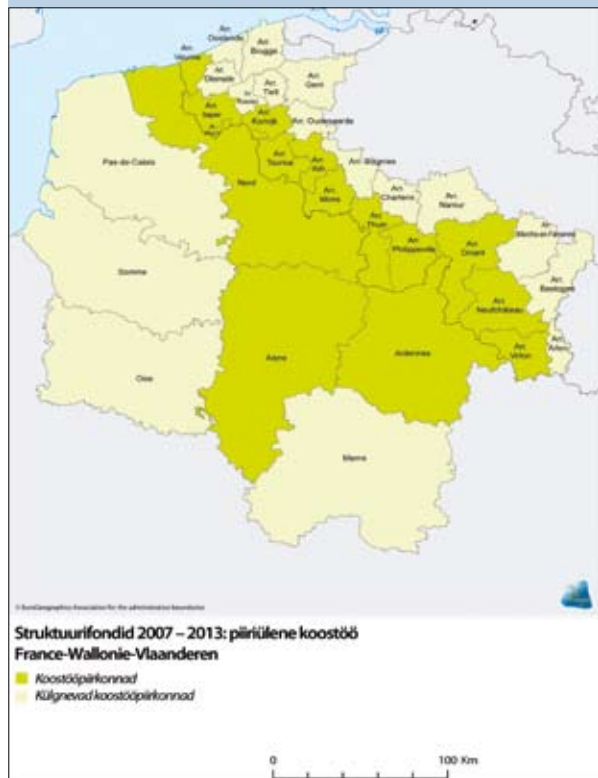 Arr. Oostende
Arr. Brugge
Arr. Veurne
Arr. Diksmuide
Arr. Tielt
Arr. Gent
Arr. Ieper
Arr. Kortrijk
Arr. Oudenaarde
Pas-de-Calais
Nord
Arr. Tournai
Arr. Ath
Arr. Soignies
Arr. Mons
Arr. Charleroi
Arr. Namur
Arr. Thuin
Arr. Philippeville
Arr. Dinant
Arr. Marche-en-Famenne
Arr. Bastogne
Arr. Neufchâteau
Arr. Arlon
Arr. Virton
Somme
Oise
Aisne
Ardennes
Marne
© EuroGeographics Association for the administrative boundaries
Struktuurifondid 2007 – 2013: piiriülene koostöö
France-Wallonie-Vlaanderen
Koostööpiirkonnad
Külgnevad koostööpiirkonnad
0 100 Km